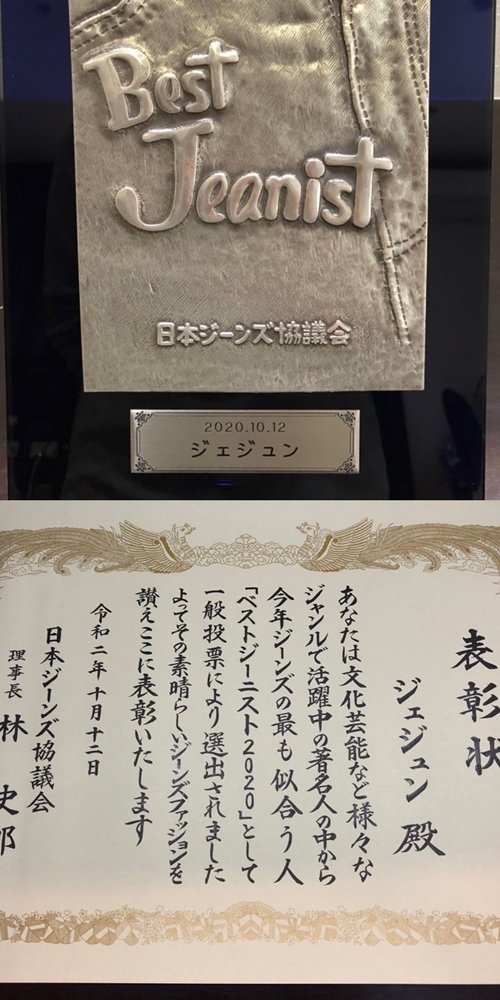 Best
Jeanist
日本ジーンズ協議会
2020.10.12
ジェジュン
表彰状
ジェジュン 殿
あなたは文化芸能など様々な
ジャンルで活躍中の著名人の中から
今年ジーンズの最も似合う人
「ベストジーニスト2020」として
一般投票により選出されました
よってその素晴らしいジーンズファッションを
讃えここに表彰いたします
令和二年十月十二日
日本ジーンズ協議会
理事長 林 史郎